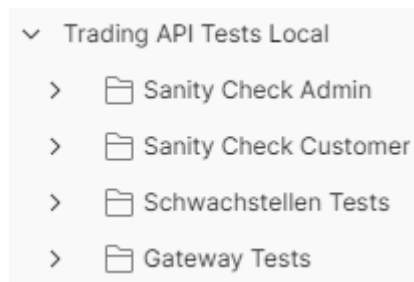 Trading API Tests Local
Sanity Check Admin
Sanity Check Customer
Schwachstellen Tests
Gateway Tests